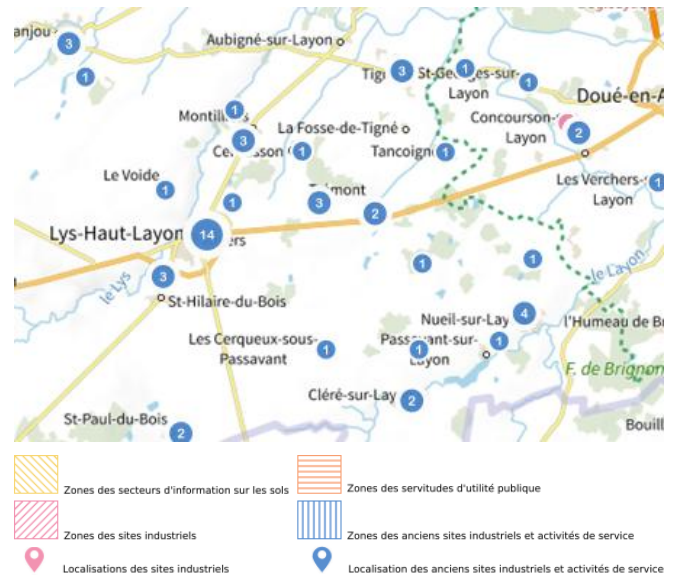 anjou
3
Aubigné-sur-Layon
1
Tigı 3 St-Georges-sur-
Layon
1
1
Doué-en-A
Montilliers
1
La Fosse-de-Tigné
Concourson-s
Layon
2
3
1
Tancoigné
1
Le Voide
1
1
Trémont
3
2
Les Verchers-s
Layon
1
Lys-Haut-Layon
14
ers
1
1
le Layon
3
le Lys
St-Hilaire-du-Bois
Nueil-sur-Lay
4
l'Humeau de Br
Les Cerqueux-sous-
Passavant
1
Passavant-sur-
Layon
1
1
F. de Brignon
Cléré-sur-Lay
2
St-Paul-du-Bois
2
Bouill
Zones des secteurs d'information sur les sols
Zones des servitudes d'utilité publique
Zones des sites industriels
Zones des anciens sites industriels et activités de service
Localisations des sites industriels
Localisation des anciens sites industriels et activités de service